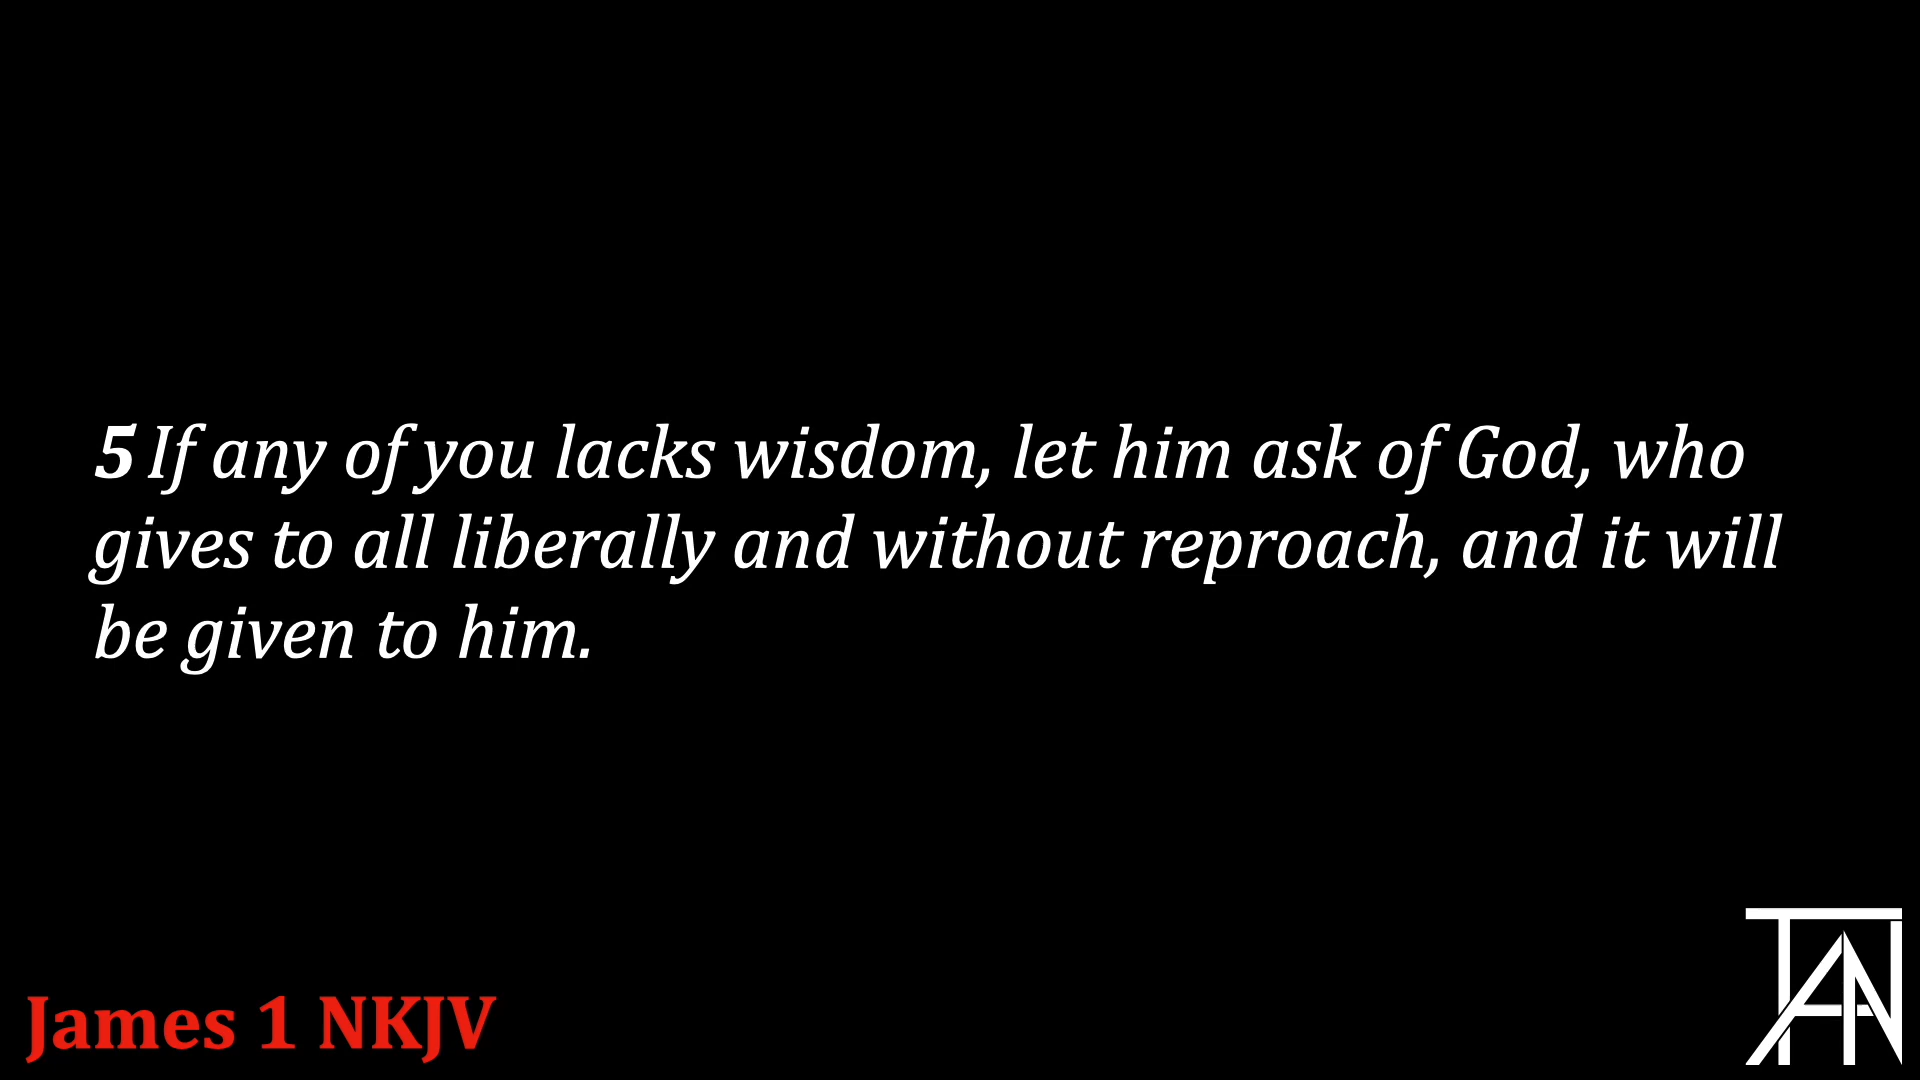 5 If any of you lacks wisdom, let him ask of God, who
gives to all liberally and without reproach, and it will
be given to him.
James 1 NKJV
TAN